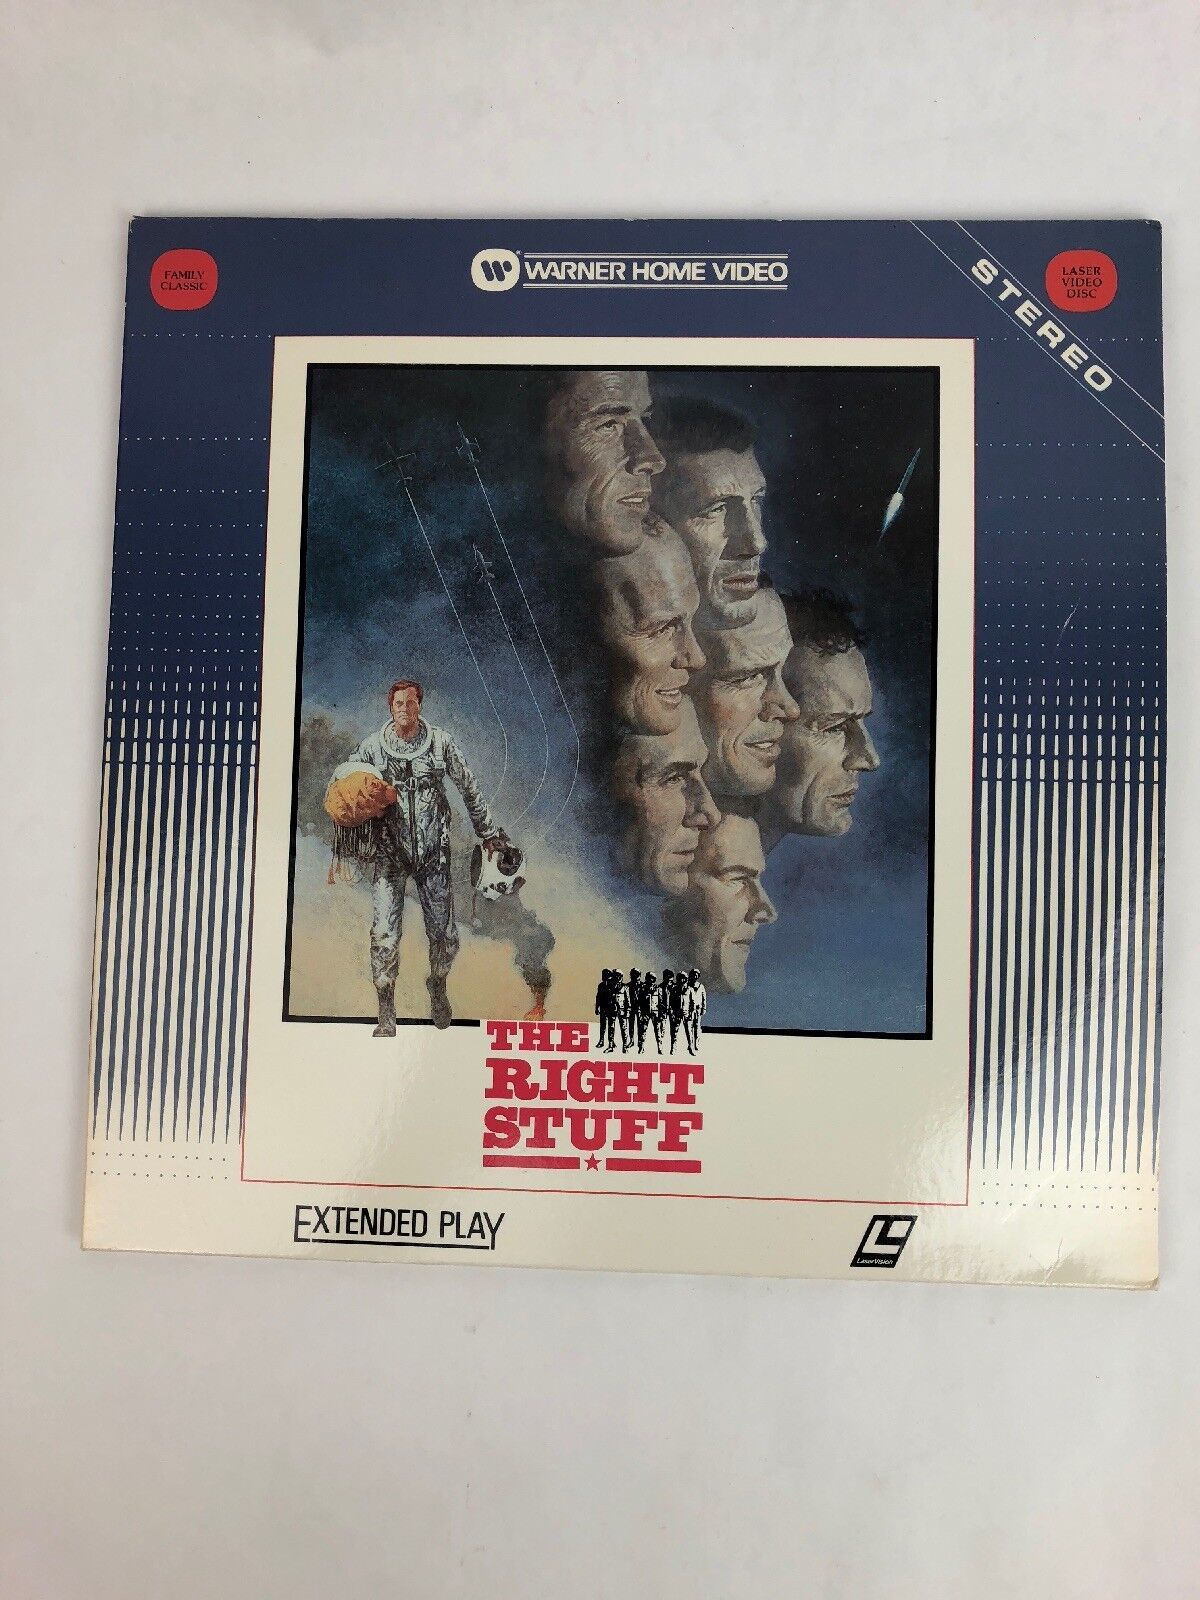 FAMILY
CLASSIC
WARNER HOME VIDEO
LASER
VIDEO
DISC
STEREO
THE
RIGHT
STUFF
EXTENDED PLAY
LaserVision